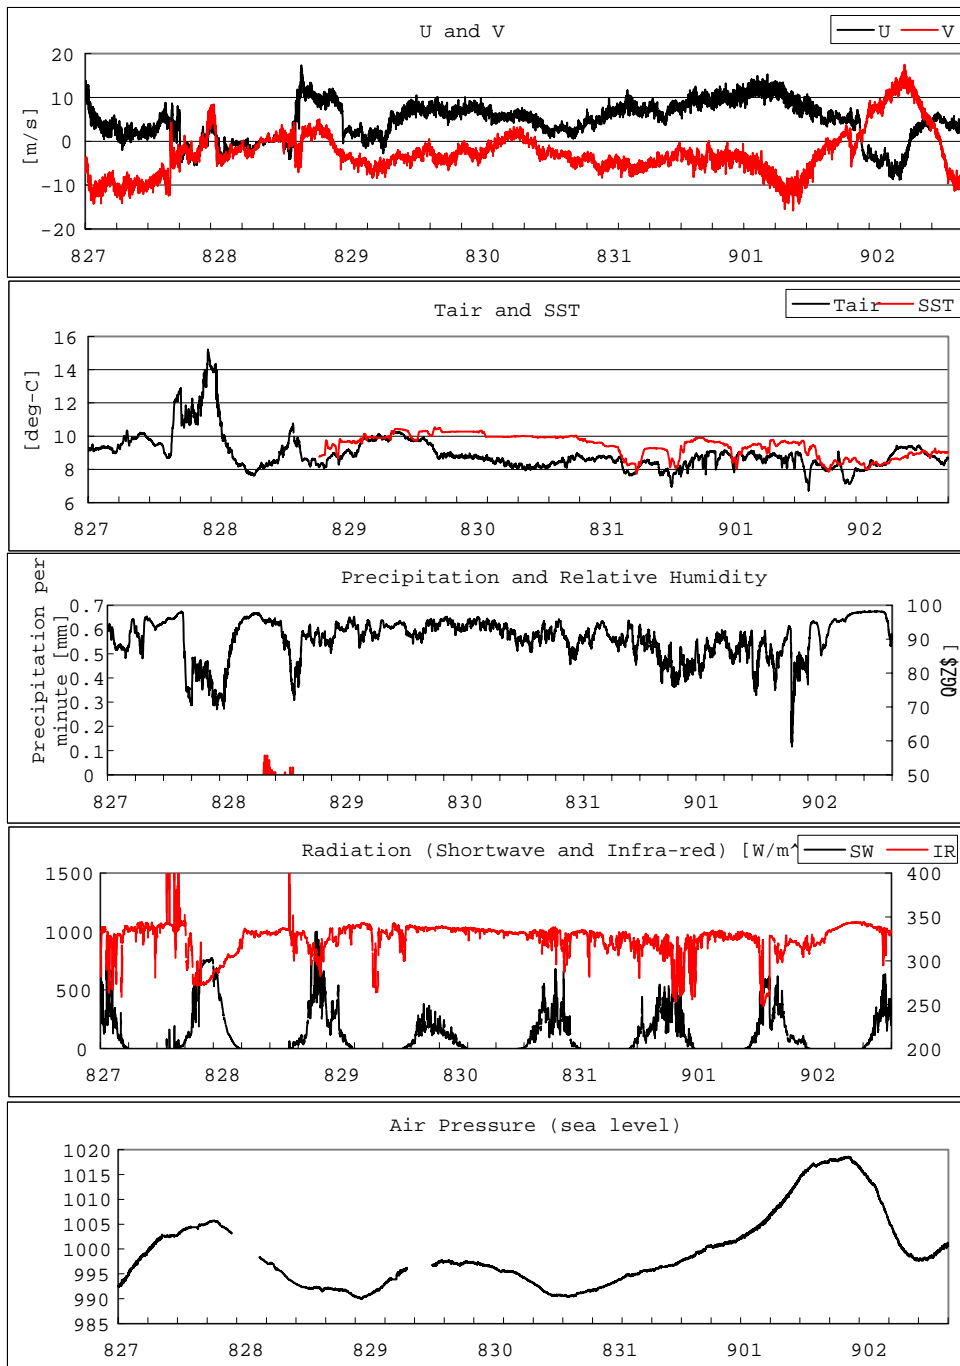 U and V
U V
[m/s]
20
10
0
-10
-20
827 828 829 830 831 901 902
Tair and SST
Tair SST
[deg-C]
16
14
12
10
8
6
827 828 829 830 831 901 902
Precipitation and Relative Humidity
Precipitation per
minute [mm]
0.7
0.6
0.5
0.4
0.3
0.2
0.1
0
100
90
80
70
60
50
QGZ$ [
827 828 829 830 831 901 902
Radiation (Shortwave and Infra-red) [W/m^
SW IR
1500
1000
500
0
400
350
300
250
200
827 828 829 830 831 901 902
Air Pressure (sea level)
1020
1015
1010
1005
1000
995
990
985
827 828 829 830 831 901 902